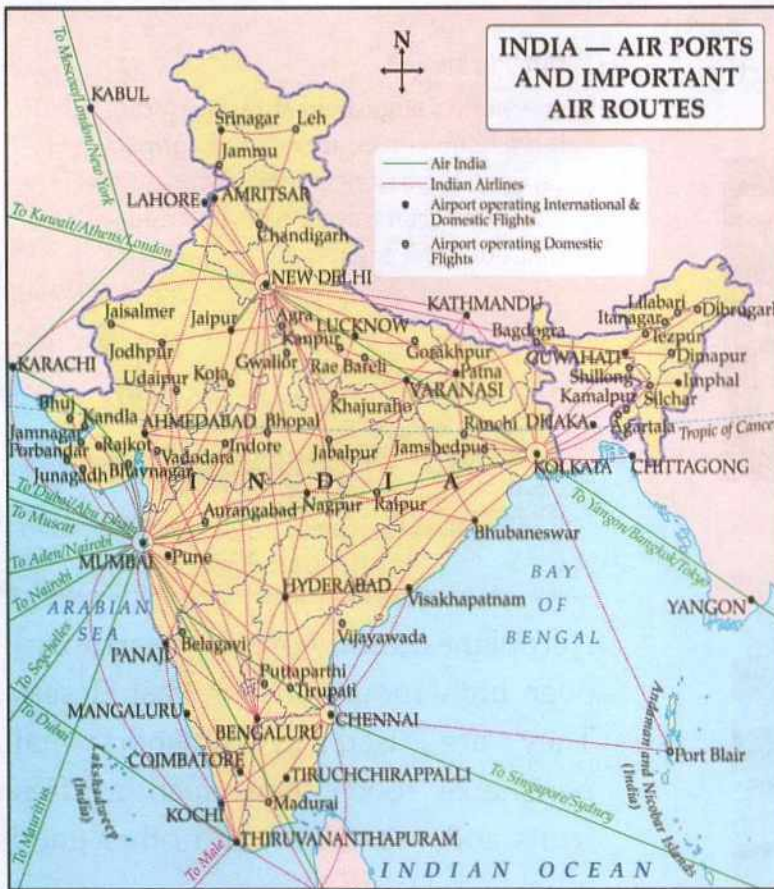 INDIA — AIR PORTS
AND IMPORTANT
AIR ROUTES
N
Air India
Indian Airlines
Airport operating International &
Domestic Flights
Airport operating Domestic
Flights
To Moscow/London/New York
KABUL
Srinagar
Leh
Jammu
LAHORE
AMRITSAR
To Kuwait/Athens/London
Chandigarh
NEW DELHI
KATHMANDU
Lilabari
Dibrugarh
Itanagar
Jaisalmer
Agra
LUCKNOW
Bagdogra
Tezpur
Jaipur
Kanpur
Jodhpur
Gwalior
Rae Bareli
Gorakhpur
GUWAHATI
Dimapur
KARACHI
Udaipur
Kota
VARANASI
Patna
Shillong
Imphal
Kamalpur
Silchar
Bhuj
Khajuraho
Kandla
AHMEDABAD
Bhopal
Ranchi
DHAKA
Agartala
Tropic of Cance
Jamnagar
Porbandar
Rajkot
Vadodara
Indore
Jabalpur
Jamshedpur
Junagadh
Bhavnagar
KOLKATA
CHITTAGONG
INDIA
To Dubai/Abu Dhabi
Aurangabad
Nagpur
Raipur
To Muscat
Bhubaneswar
To Yangon/Bangkok/Tokyo
To Aden/Nairobi
MUMBAI
Pune
To Nairobi
HYDERABAD
Visakhapatnam
BAY
OF
BENGAL
YANGON
ARABIAN
SEA
To Seychelles
PANAJI
Belagavi
Vijayawada
Puttaparthi
Tirupati
MANGALURU
BENGALURU
CHENNAI
To Dubai
Port Blair
Andaman and Nicobar Islands
(India)
COIMBATORE
TIRUCHCHIRAPPALLI
Lakshadweep
(India)
To Singapore/Sydny
KOCHI
Madurai
To Mauritius
THIRUVANANTHAPURAM
To Male
INDIAN OCEAN